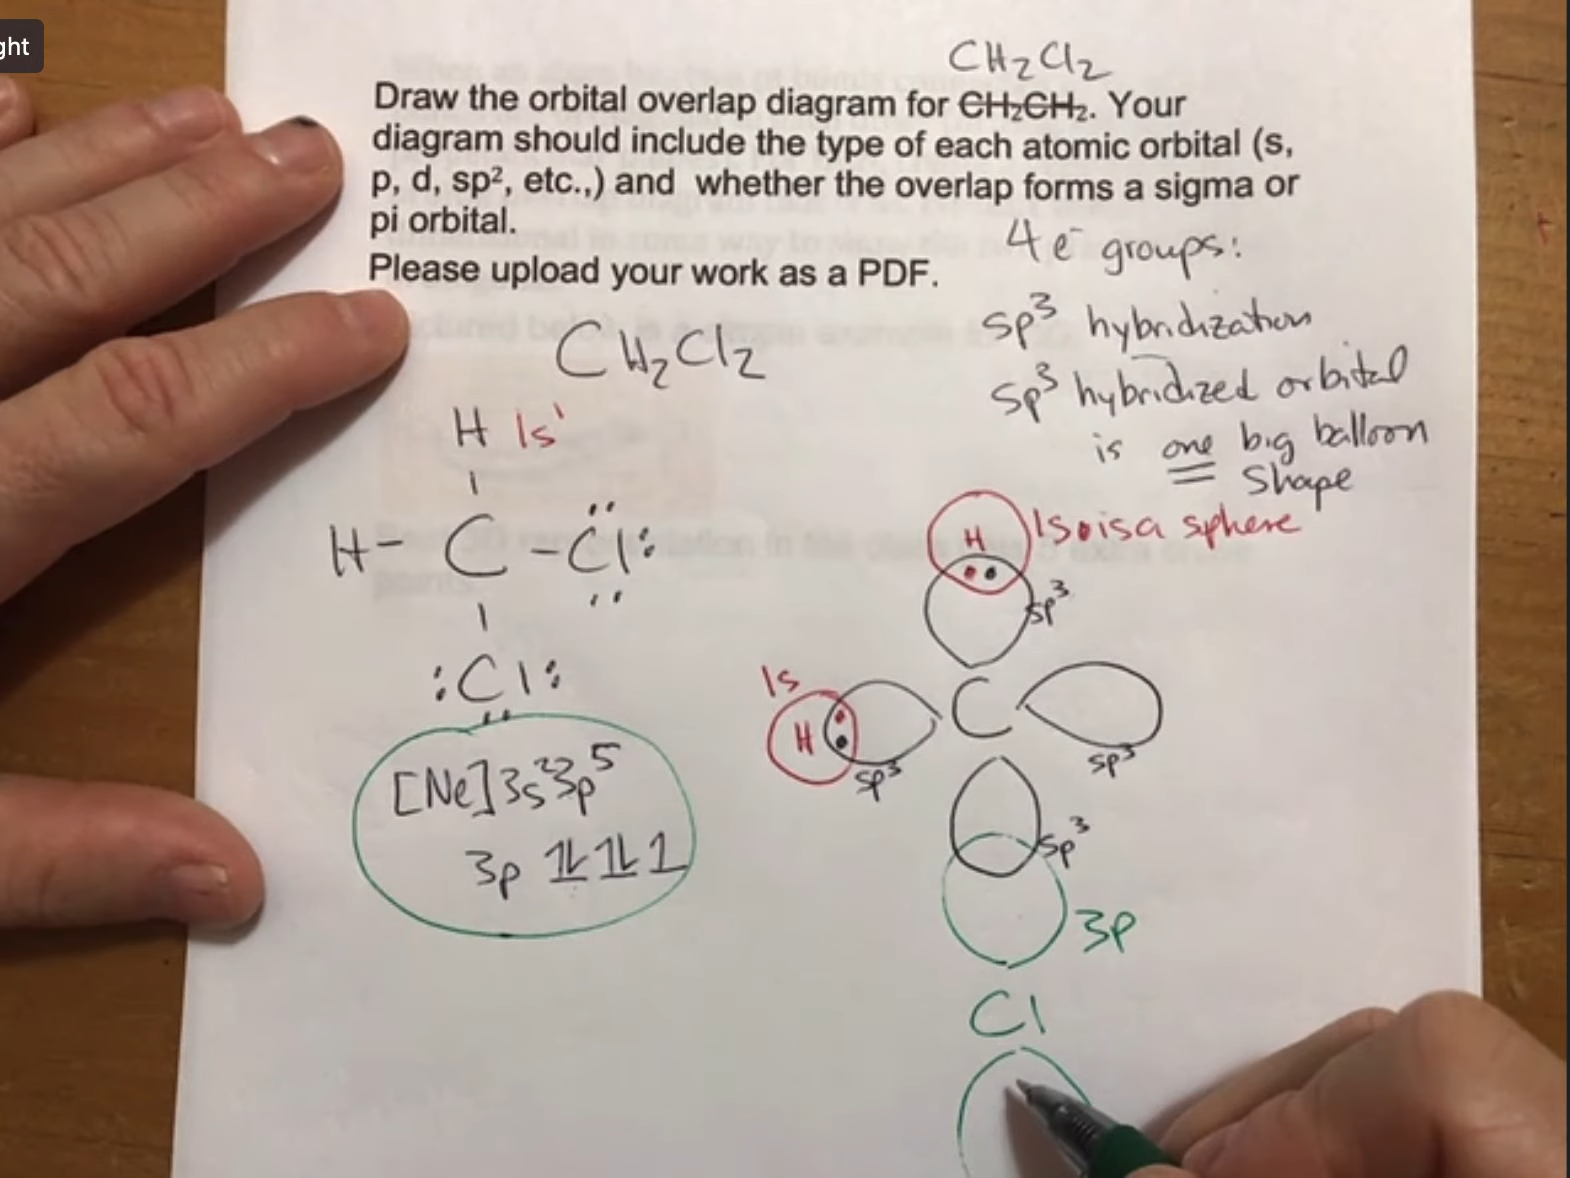 ght
CH₂Cl₂
Draw the orbital overlap diagram for ~~CH₂CH₂~~. Your
diagram should include the type of each atomic orbital (s,
p, d, sp², etc.,) and whether the overlap forms a sigma or
pi orbital.
4 e⁻ groups:
Please upload your work as a PDF.
sp³ hybridization
CH₂Cl₂
sp³ hybridized orbital
is one big balloon
shape
H 1s¹
H 1s is a sphere
H - C - Cl
sp³
Cl
1s
H
C
sp³
sp³
[Ne]3s²3p⁵
3p ⥮ ⥮ 1
sp³
3p
Cl